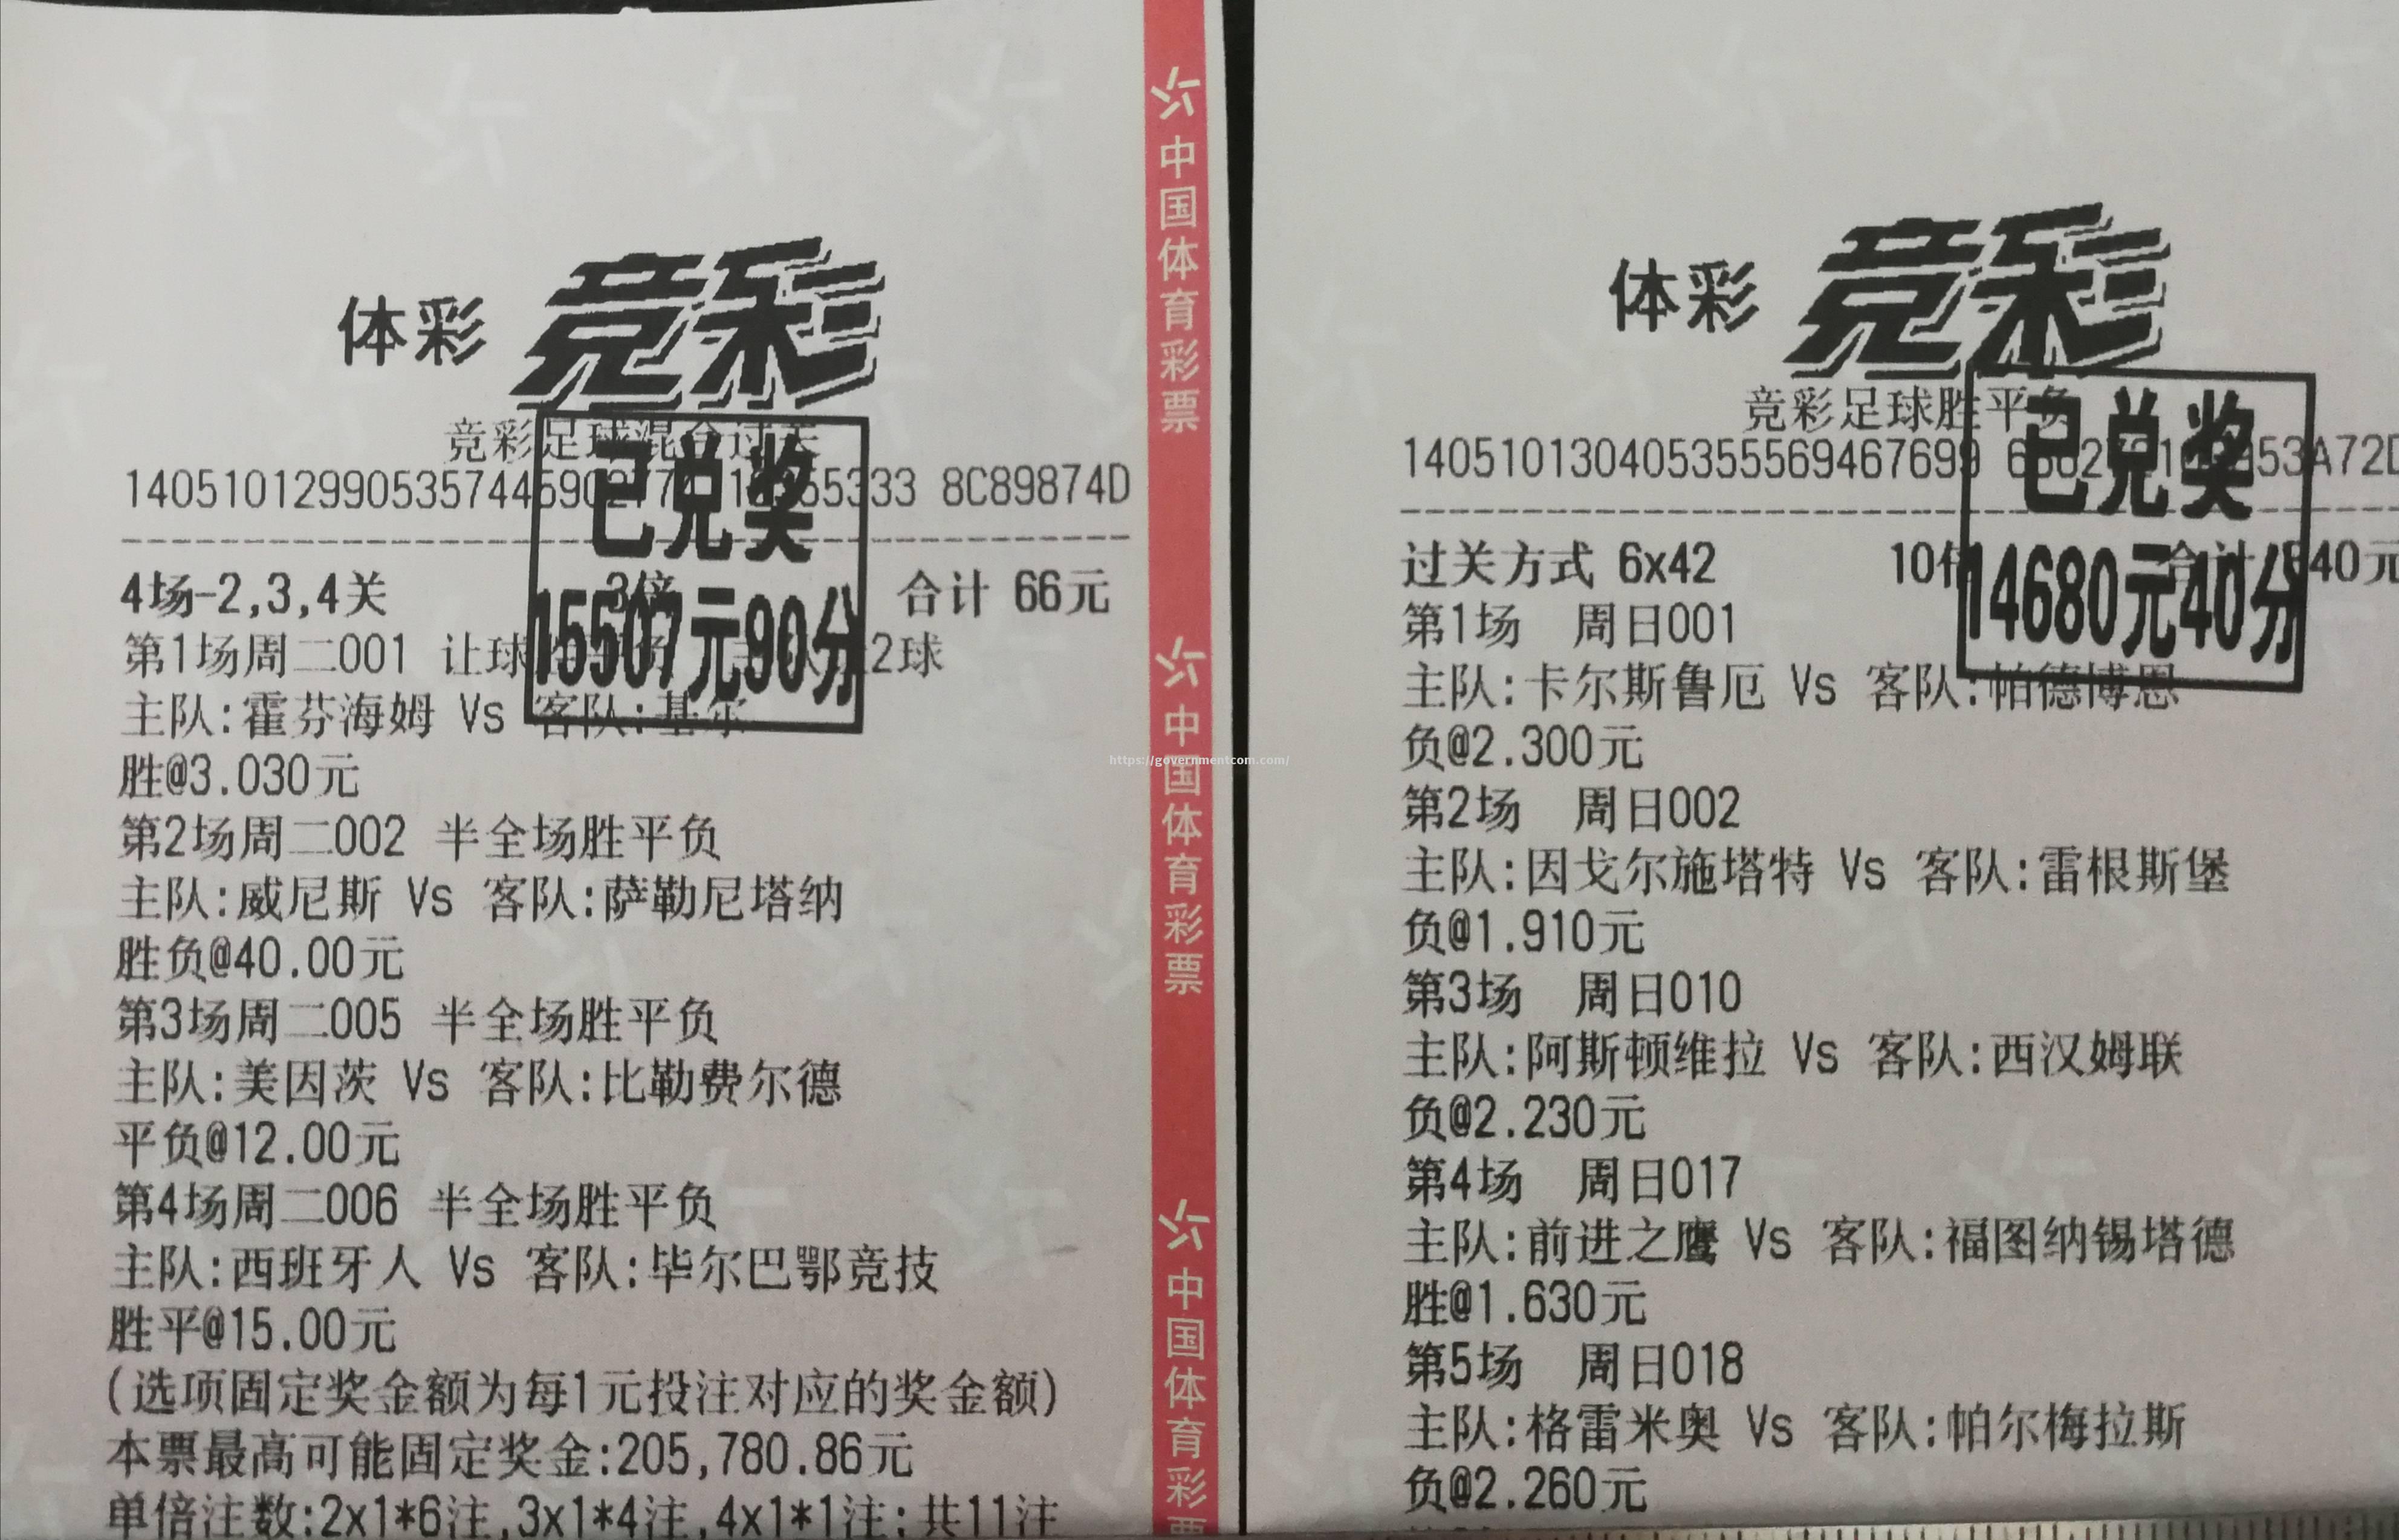 体彩 竞彩
竞彩足球混合过关
8C89874D
已兑奖
15507元90分
4场-2,3,4关 3倍 合计 66元
第1场周二001 让球 2球
主队:霍芬海姆 Vs 客队:基尔
胜@3.030元
第2场周二002 半全场胜平负
主队:威尼斯 Vs 客队:萨勒尼塔纳
胜负@40.00元
第3场周二005 半全场胜平负
主队:美因茨 Vs 客队:比勒费尔德
平负@12.00元
第4场周二006 半全场胜平负
主队:西班牙人 Vs 客队:毕尔巴鄂竞技
胜平@15.00元
(选项固定奖金额为每1元投注对应的奖金额)
本票最高可能固定奖金:205,780.86元
单倍注数:2x1*6注,3x1*4注,4x1*1注;共11注
中国体育彩票
中国体育彩票
中国体育彩票
https://governmentcom.com/
体彩 竞彩
竞彩足球胜平负
已兑奖
14680元40分
过关方式 6x42 10倍 合计
第1场 周日001
主队:卡尔斯鲁厄 Vs 客队:帕德博恩
负@2.300元
第2场 周日002
主队:因戈尔施塔特 Vs 客队:雷根斯堡
负@1.910元
第3场 周日010
主队:阿斯顿维拉 Vs 客队:西汉姆联
负@2.230元
第4场 周日017
主队:前进之鹰 Vs 客队:福图纳锡塔德
胜@1.630元
第5场 周日018
主队:格雷米奥 Vs 客队:帕尔梅拉斯
负@2.260元